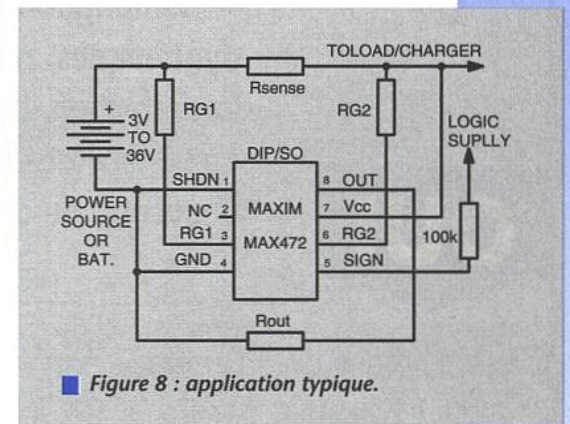 TOLOAD/CHARGER
Rsense
RG1
RG2
+
3V
TO
36V
LOGIC
SUPLLY
DIP/SO
POWER
SOURCE
OR
BAT.
SHDN 1
NC 2
RG1 3
GND 4
MAXIM
MAX472
8 OUT
7 Vcc
6 RG2
5 SIGN
100k
Rout
Figure 8 : application typique.